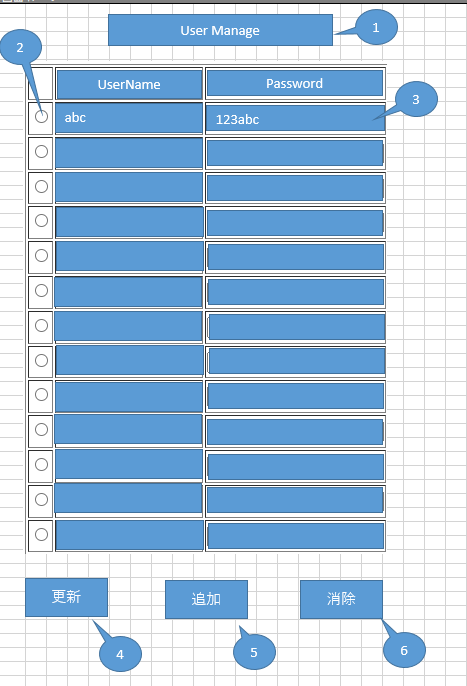 User Manage
1
2
UserName
Password
abc
123abc
3
更新
追加
消除
4
5
6